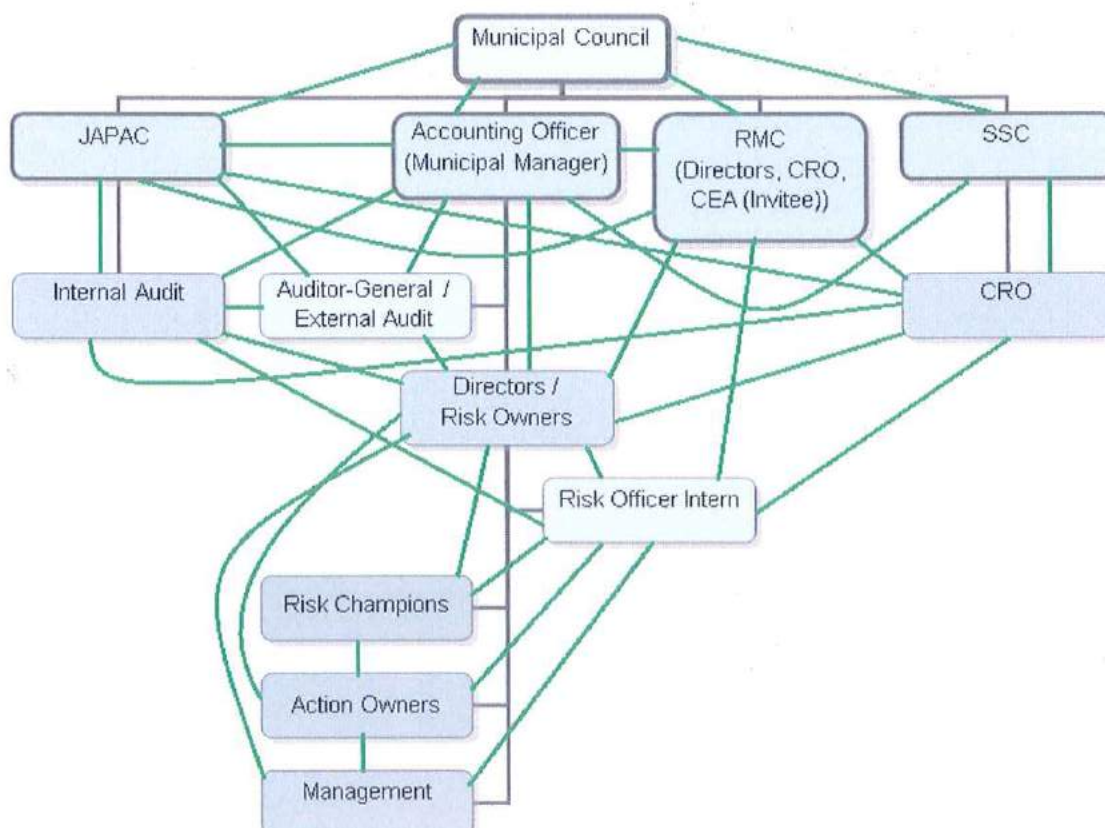 Municipal Council
JAPAC
Accounting Officer
(Municipal Manager)
RMC
(Directors, CRO,
CEA (Invitee))
SSC
Internal Audit
Auditor-General /
External Audit
CRO
Directors /
Risk Owners
Risk Officer Intern
Risk Champions
Action Owners
Management